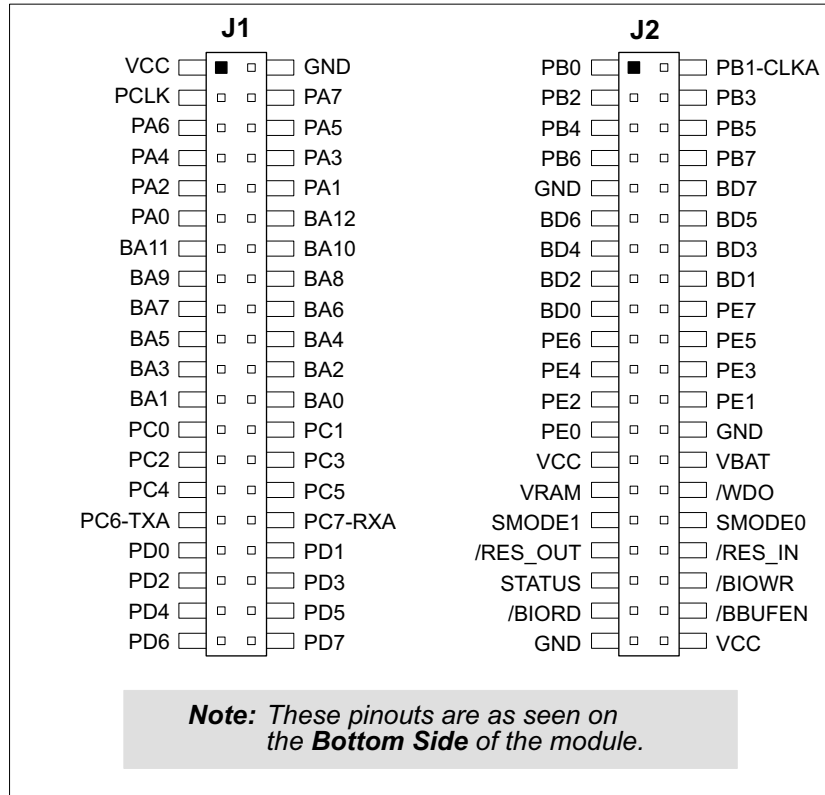 J1 J2
VCC GND PB0 PB1-CLKA
PCLK PA7 PB2 PB3
PA6 PA5 PB4 PB5
PA4 PA3 PB6 PB7
PA2 PA1 GND BD7
PA0 BA12 BD6 BD5
BA11 BA10 BD4 BD3
BA9 BA8 BD2 BD1
BA7 BA6 BD0 PE7
BA5 BA4 PE6 PE5
BA3 BA2 PE4 PE3
BA1 BA0 PE2 PE1
PC0 PC1 PE0 GND
PC2 PC3 VCC VBAT
PC4 PC5 VRAM /WDO
PC6-TXA PC7-RXA SMODE1 SMODE0
PD0 PD1 /RES_OUT /RES_IN
PD2 PD3 STATUS /BIOWR
PD4 PD5 /BIORD /BBUFEN
PD6 PD7 GND VCC
Note: These pinouts are as seen on
the Bottom Side of the module.